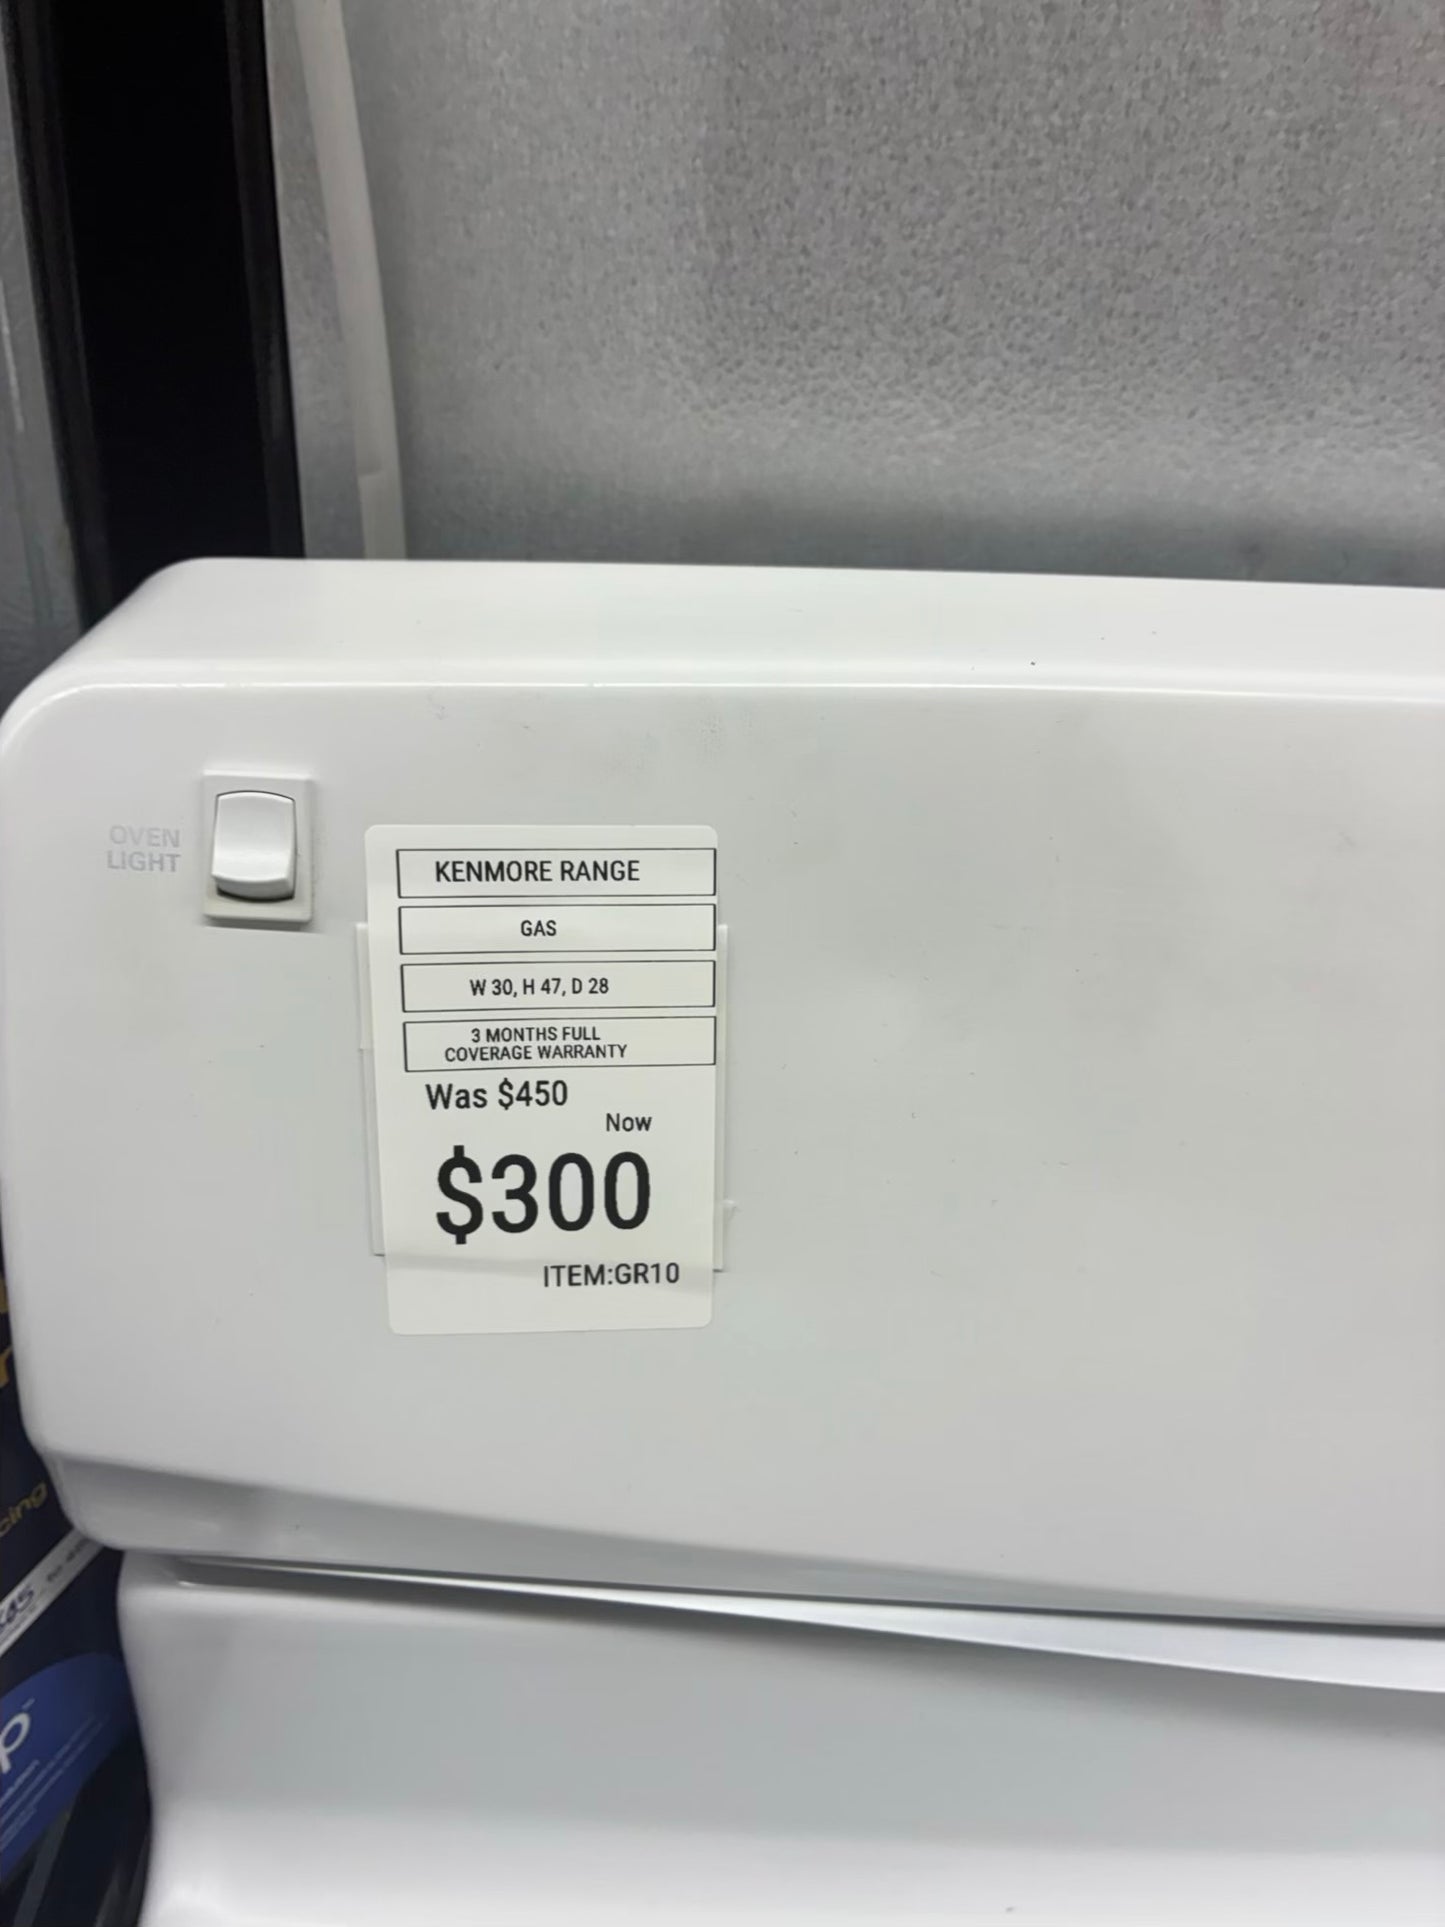 OVEN
LIGHT
KENMORE RANGE
GAS
W 30, H 47, D 28
3 MONTHS FULL
COVERAGE WARRANTY
Was $450
Now
$300
ITEM:GR10
cing
p